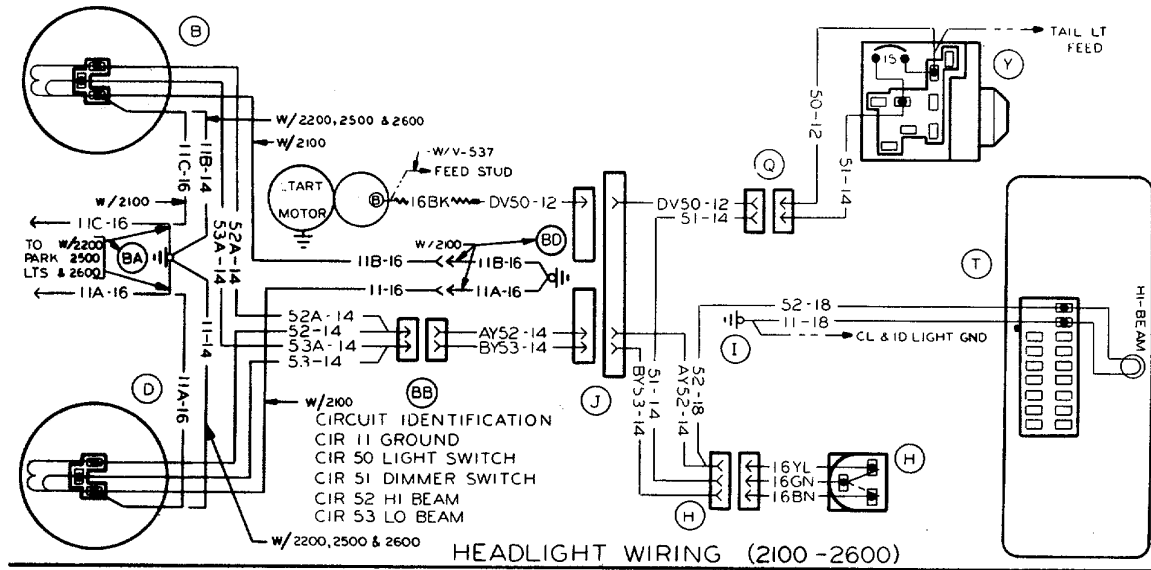 B
TAIL LT
FEED
Y
15
W/2200, 2500 & 2600
W/2100
50-12
51-14
11C-16
11B-14
-W/V-537
FEED STUD
Q
START
MOTOR
B
16BK
DV50-12
DV50-12
51-14
W/2100
11C-16
TO W/2200
PARK 2500
LTS & 2600
BA
11A-16
52A-14
53A-14
W/2100
BD
11B-16
11B-16
11-16
11A-16
T
HI-BEAM
52-18
11-18
I
CL & ID LIGHT GND
52A-14
52-14
53A-14
53-14
AY52-14
BY53-14
11-14
11A-16
D
BB
J
BY53-14
51-14
AY52-14
52-18
W/2100
CIRCUIT IDENTIFICATION
CIR 11 GROUND
CIR 50 LIGHT SWITCH
CIR 51 DIMMER SWITCH
CIR 52 HI BEAM
CIR 53 LO BEAM
16YL
16GN
16BN
H
H
W/2200, 2500 & 2600
HEADLIGHT WIRING (2100-2600)